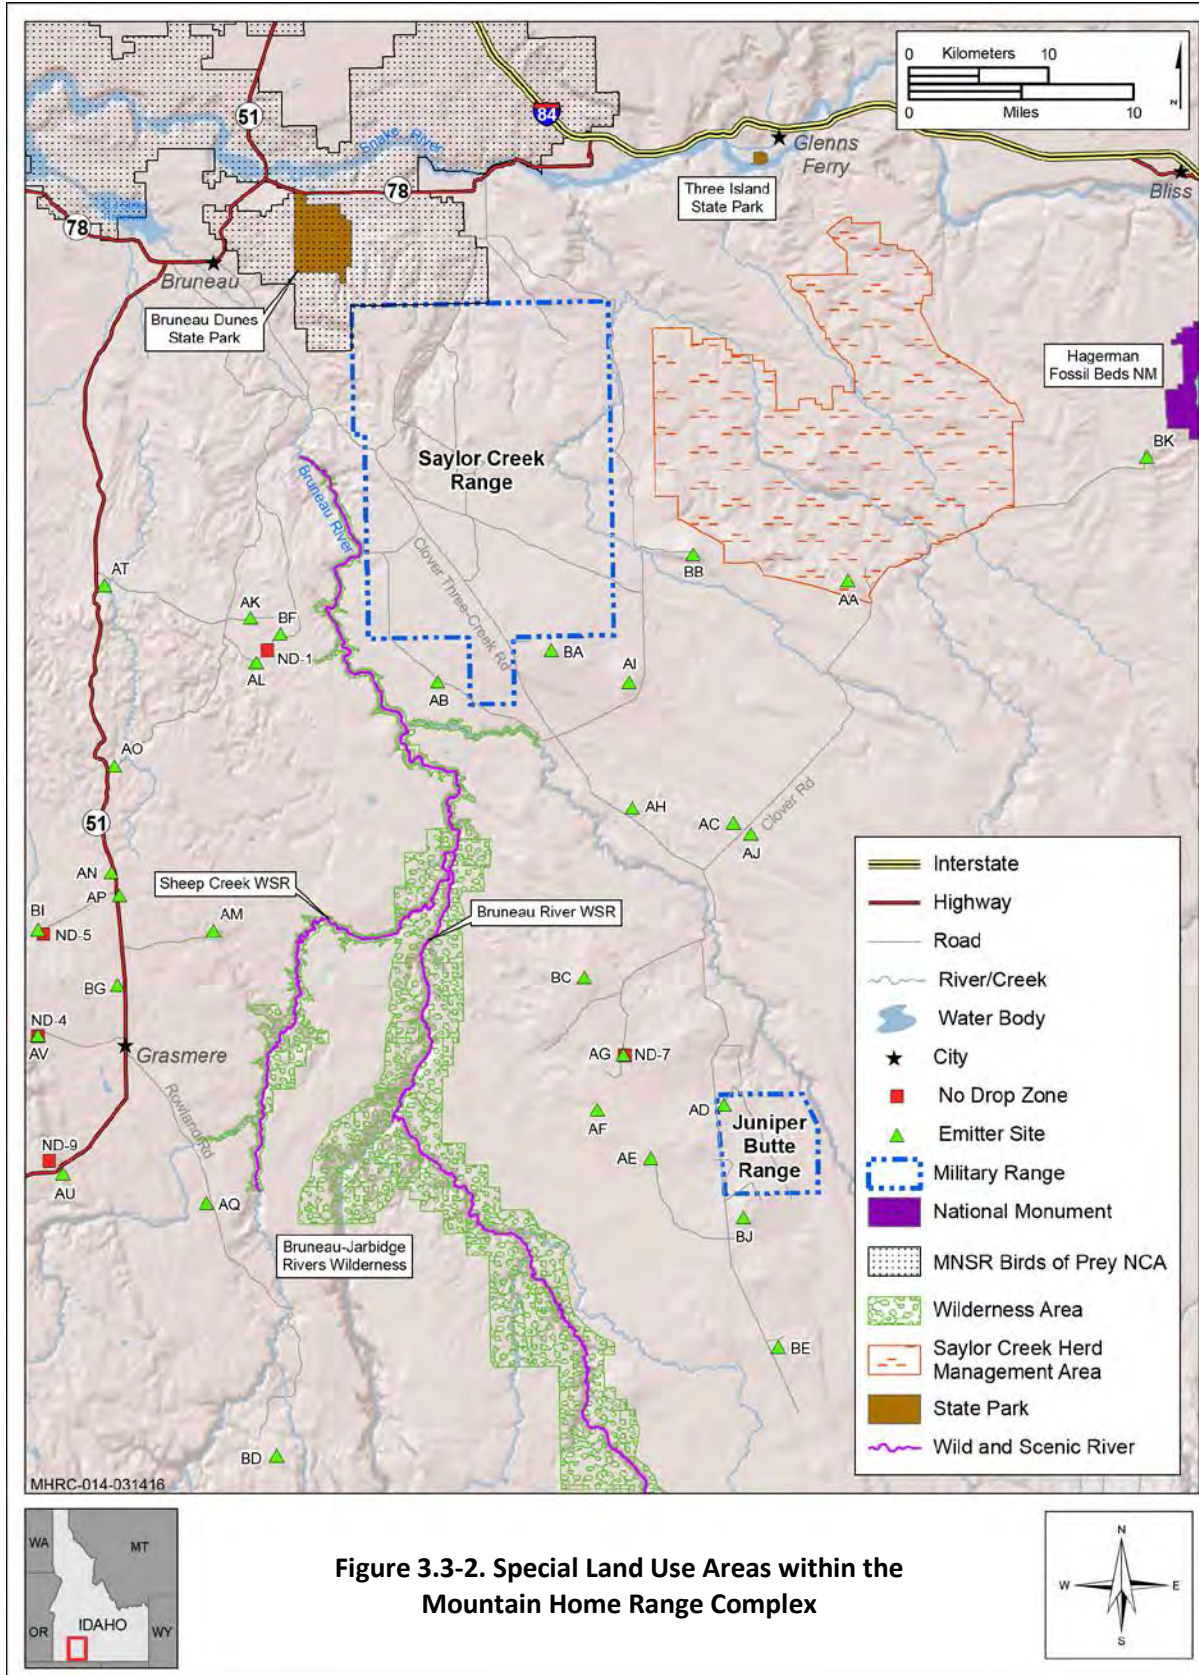 0 Kilometers 10
0 Miles 10
z
51
84
Snake River
Glenns
Ferry
Bliss
78
78
Three Island
State Park
Bruneau
Bruneau Dunes
State Park
Hagerman
Fossil Beds NM
BK
Saylor Creek
Range
Bruneau River
Clover Three-Creek Rd
BB
AA
AT
AK
BF
ND-1
AL
BA
AI
AB
AO
51
AH
AC
AJ
Clover Rd
AN
AP
Sheep Creek WSR
Bruneau River WSR
BI
ND-5
AM
BC
BG
ND-4
AV
Grasmere
AG
ND-7
Rowland Rd
AD
AF
Juniper
Butte
Range
ND-9
AU
AE
AQ
BJ
Bruneau-Jarbidge
Rivers Wilderness
BE
BD
MHRC-014-031416
Interstate
Highway
Road
River/Creek
Water Body
City
No Drop Zone
Emitter Site
Military Range
National Monument
MNSR Birds of Prey NCA
Wilderness Area
Saylor Creek Herd
Management Area
State Park
Wild and Scenic River
WA
MT
OR
IDAHO
WY
Figure 3.3-2. Special Land Use Areas within the
Mountain Home Range Complex
N
W
E
S